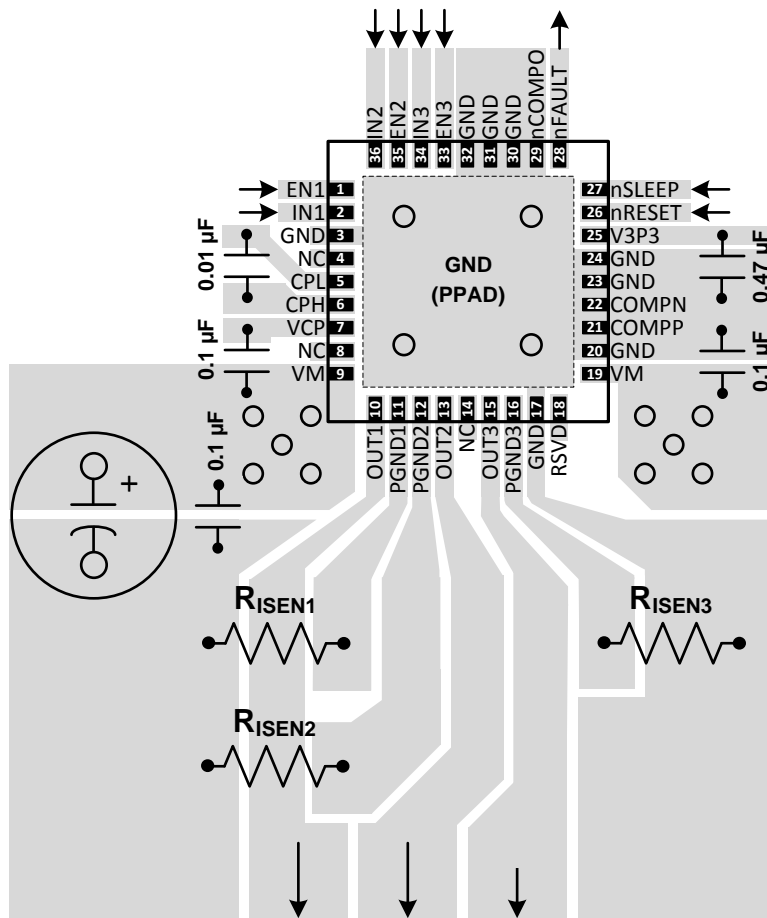 IN2
EN2
IN3
EN3
GND
GND
GND
nCOMPO
nFAULT
36
35
34
33
32
31
30
29
28
EN1 1
IN1 2
GND 3
NC 4
CPL 5
CPH 6
VCP 7
NC 8
VM 9
27 nSLEEP
26 nRESET
25 V3P3
24 GND
23 GND
22 COMPN
21 COMPP
20 GND
19 VM
GND
(PPAD)
0.01 µF
0.1 µF
0.47 µF
0.1 µF
10
11
12
13
14
15
16
17
18
OUT1
PGND1
PGND2
OUT2
NC
OUT3
PGND3
GND
RSVD
0.1 µF
+
RISEN1
RISEN3
RISEN2